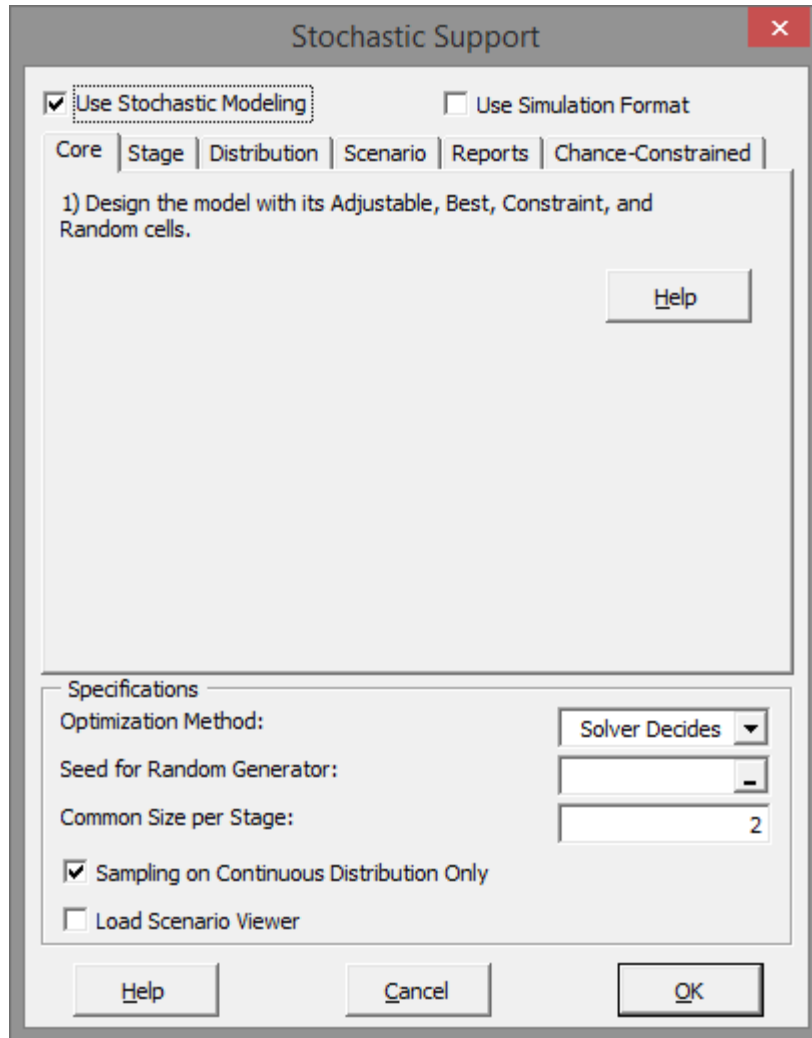 Stochastic Support
Use Stochastic Modeling Use Simulation Format
Core Stage Distribution Scenario Reports Chance-Constrained
1) Design the model with its Adjustable, Best, Constraint, and
Random cells.
Help
Specifications
Optimization Method: Solver Decides
Seed for Random Generator:
Common Size per Stage: 2
Sampling on Continuous Distribution Only
Load Scenario Viewer
Help Cancel OK